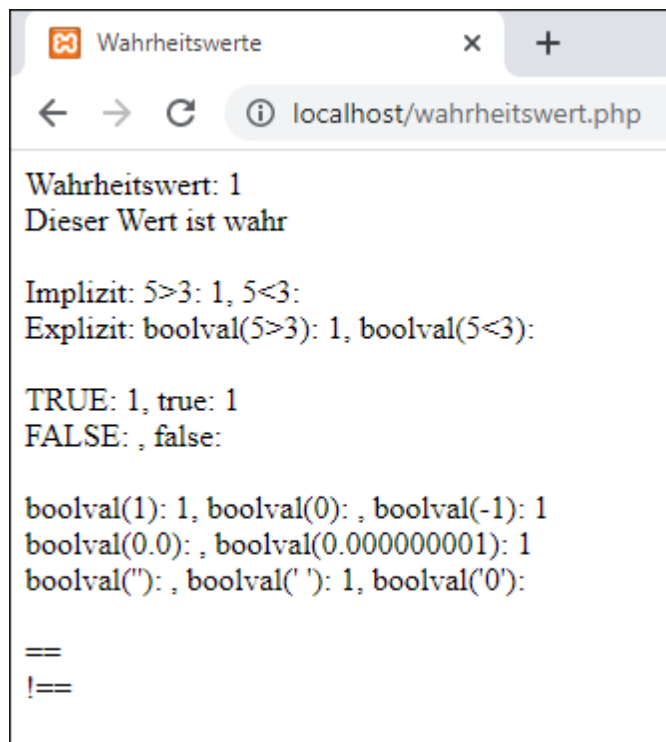 Wahrheitswerte
localhost/wahrheitswert.php
Wahrheitswert: 1
Dieser Wert ist wahr
Implizit: 5>3: 1, 5<3:
Explizit: boolval(5>3): 1, boolval(5<3):
TRUE: 1, true: 1
FALSE: , false:
boolval(1): 1, boolval(0): , boolval(-1): 1
boolval(0.0): , boolval(0.000000001): 1
boolval(''): , boolval(' '): 1, boolval('0'):
==
!==